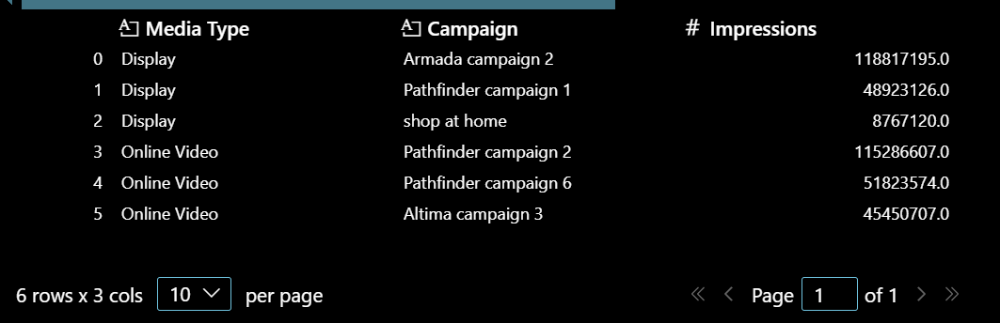 Media Type Campaign # Impressions
0 Display Armada campaign 2 118817195.0
1 Display Pathfinder campaign 1 48923126.0
2 Display shop at home 8767120.0
3 Online Video Pathfinder campaign 2 115286607.0
4 Online Video Pathfinder campaign 6 51823574.0
5 Online Video Altima campaign 3 45450707.0
6 rows x 3 cols 10 per page Page 1 of 1